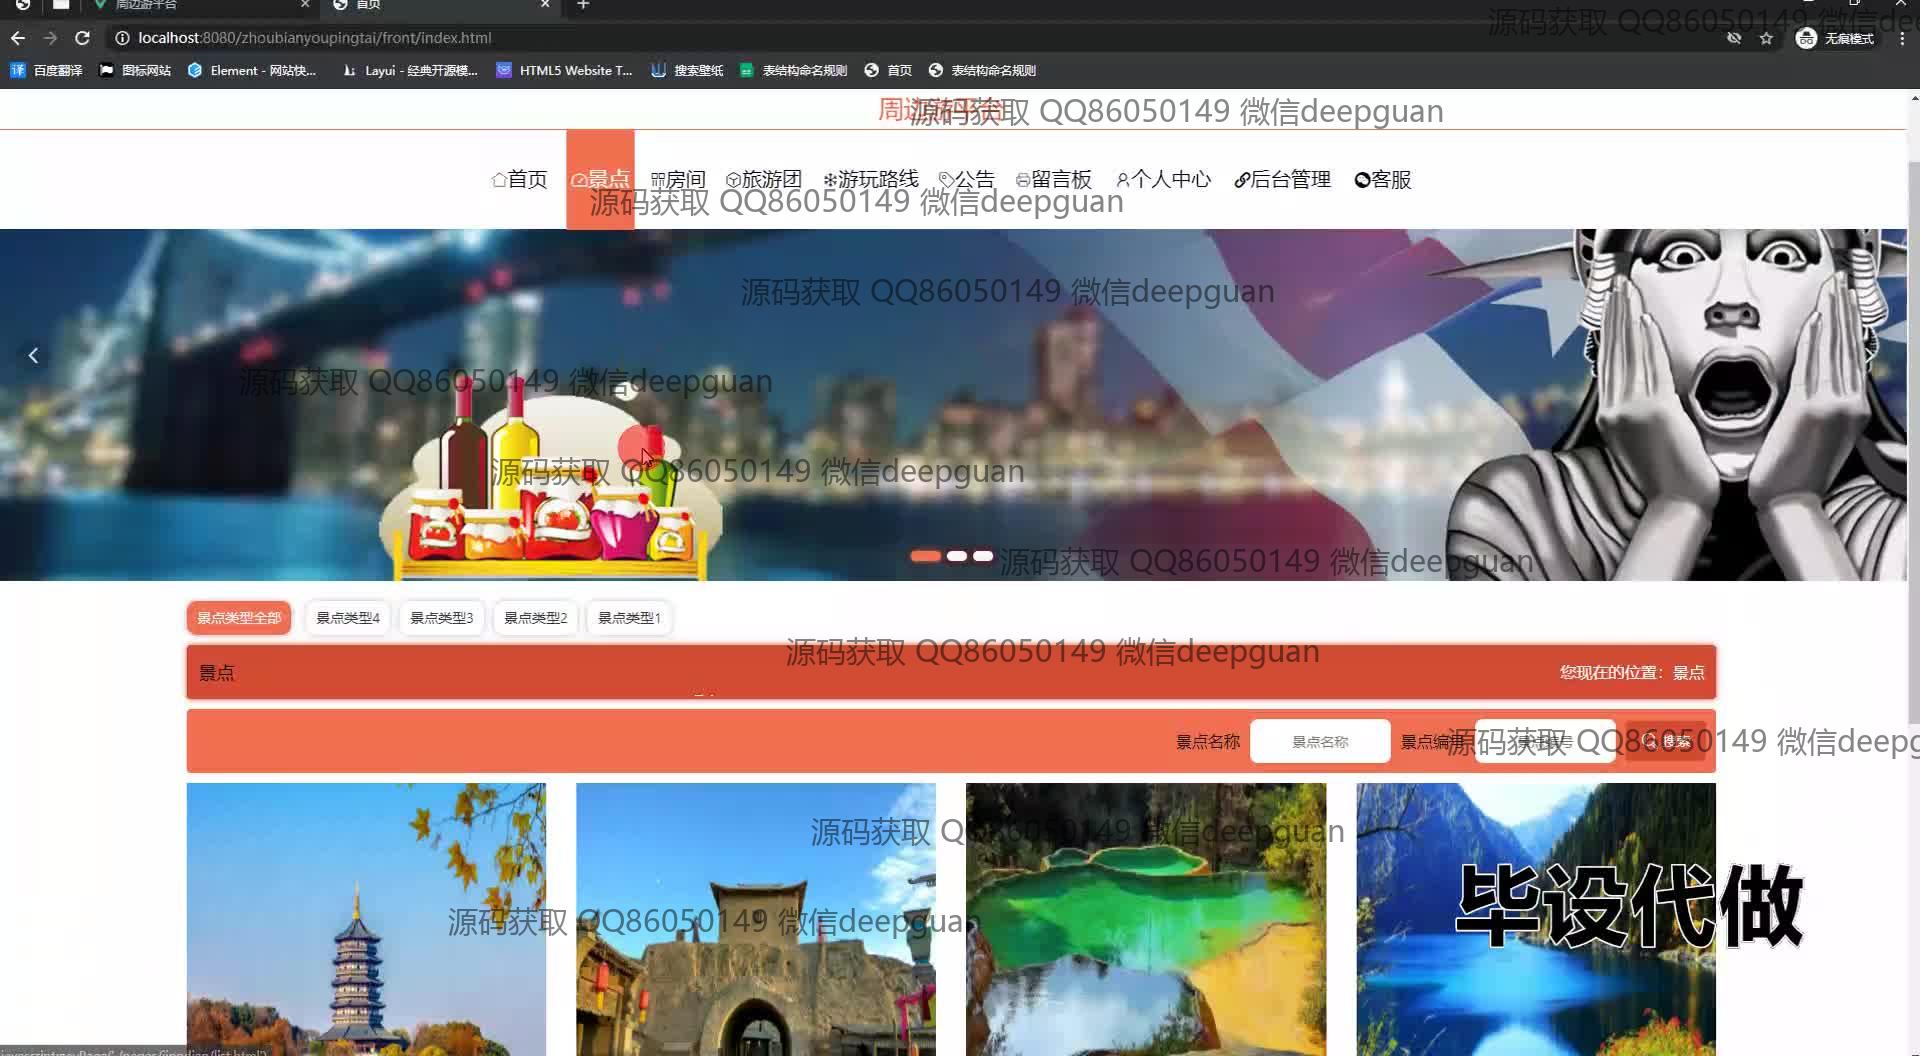 周边游平台
首页
localhost:8080/zhoubianyoupingtai/front/index.html
无痕模式
百度翻译
图标网站
Element - 网站快...
Layui - 经典开源模...
HTML5 Website T...
搜索壁纸
表结构命名规则
首页
表结构命名规则
源码获取 QQ86050149 微信dee
源码获取 QQ86050149 微信deepguan
首页
景点
房间
旅游团
游玩路线
公告
留言板
个人中心
后台管理
客服
源码获取 QQ86050149 微信deepguan
源码获取 QQ86050149 微信deepguan
源码获取 QQ86050149 微信deepguan
源码获取 QQ86050149 微信deepguan
源码获取 QQ86050149 微信deepguan
景点类型全部
景点类型4
景点类型3
景点类型2
景点类型1
源码获取 QQ86050149 微信deepguan
景点
您现在的位置：景点
景点名称
景点名称
景点编号
搜索
源码获取 QQ86050149 微信deepg
源码获取 QQ86050149 微信deepguan
毕设代做
源码获取 QQ86050149 微信deepguan